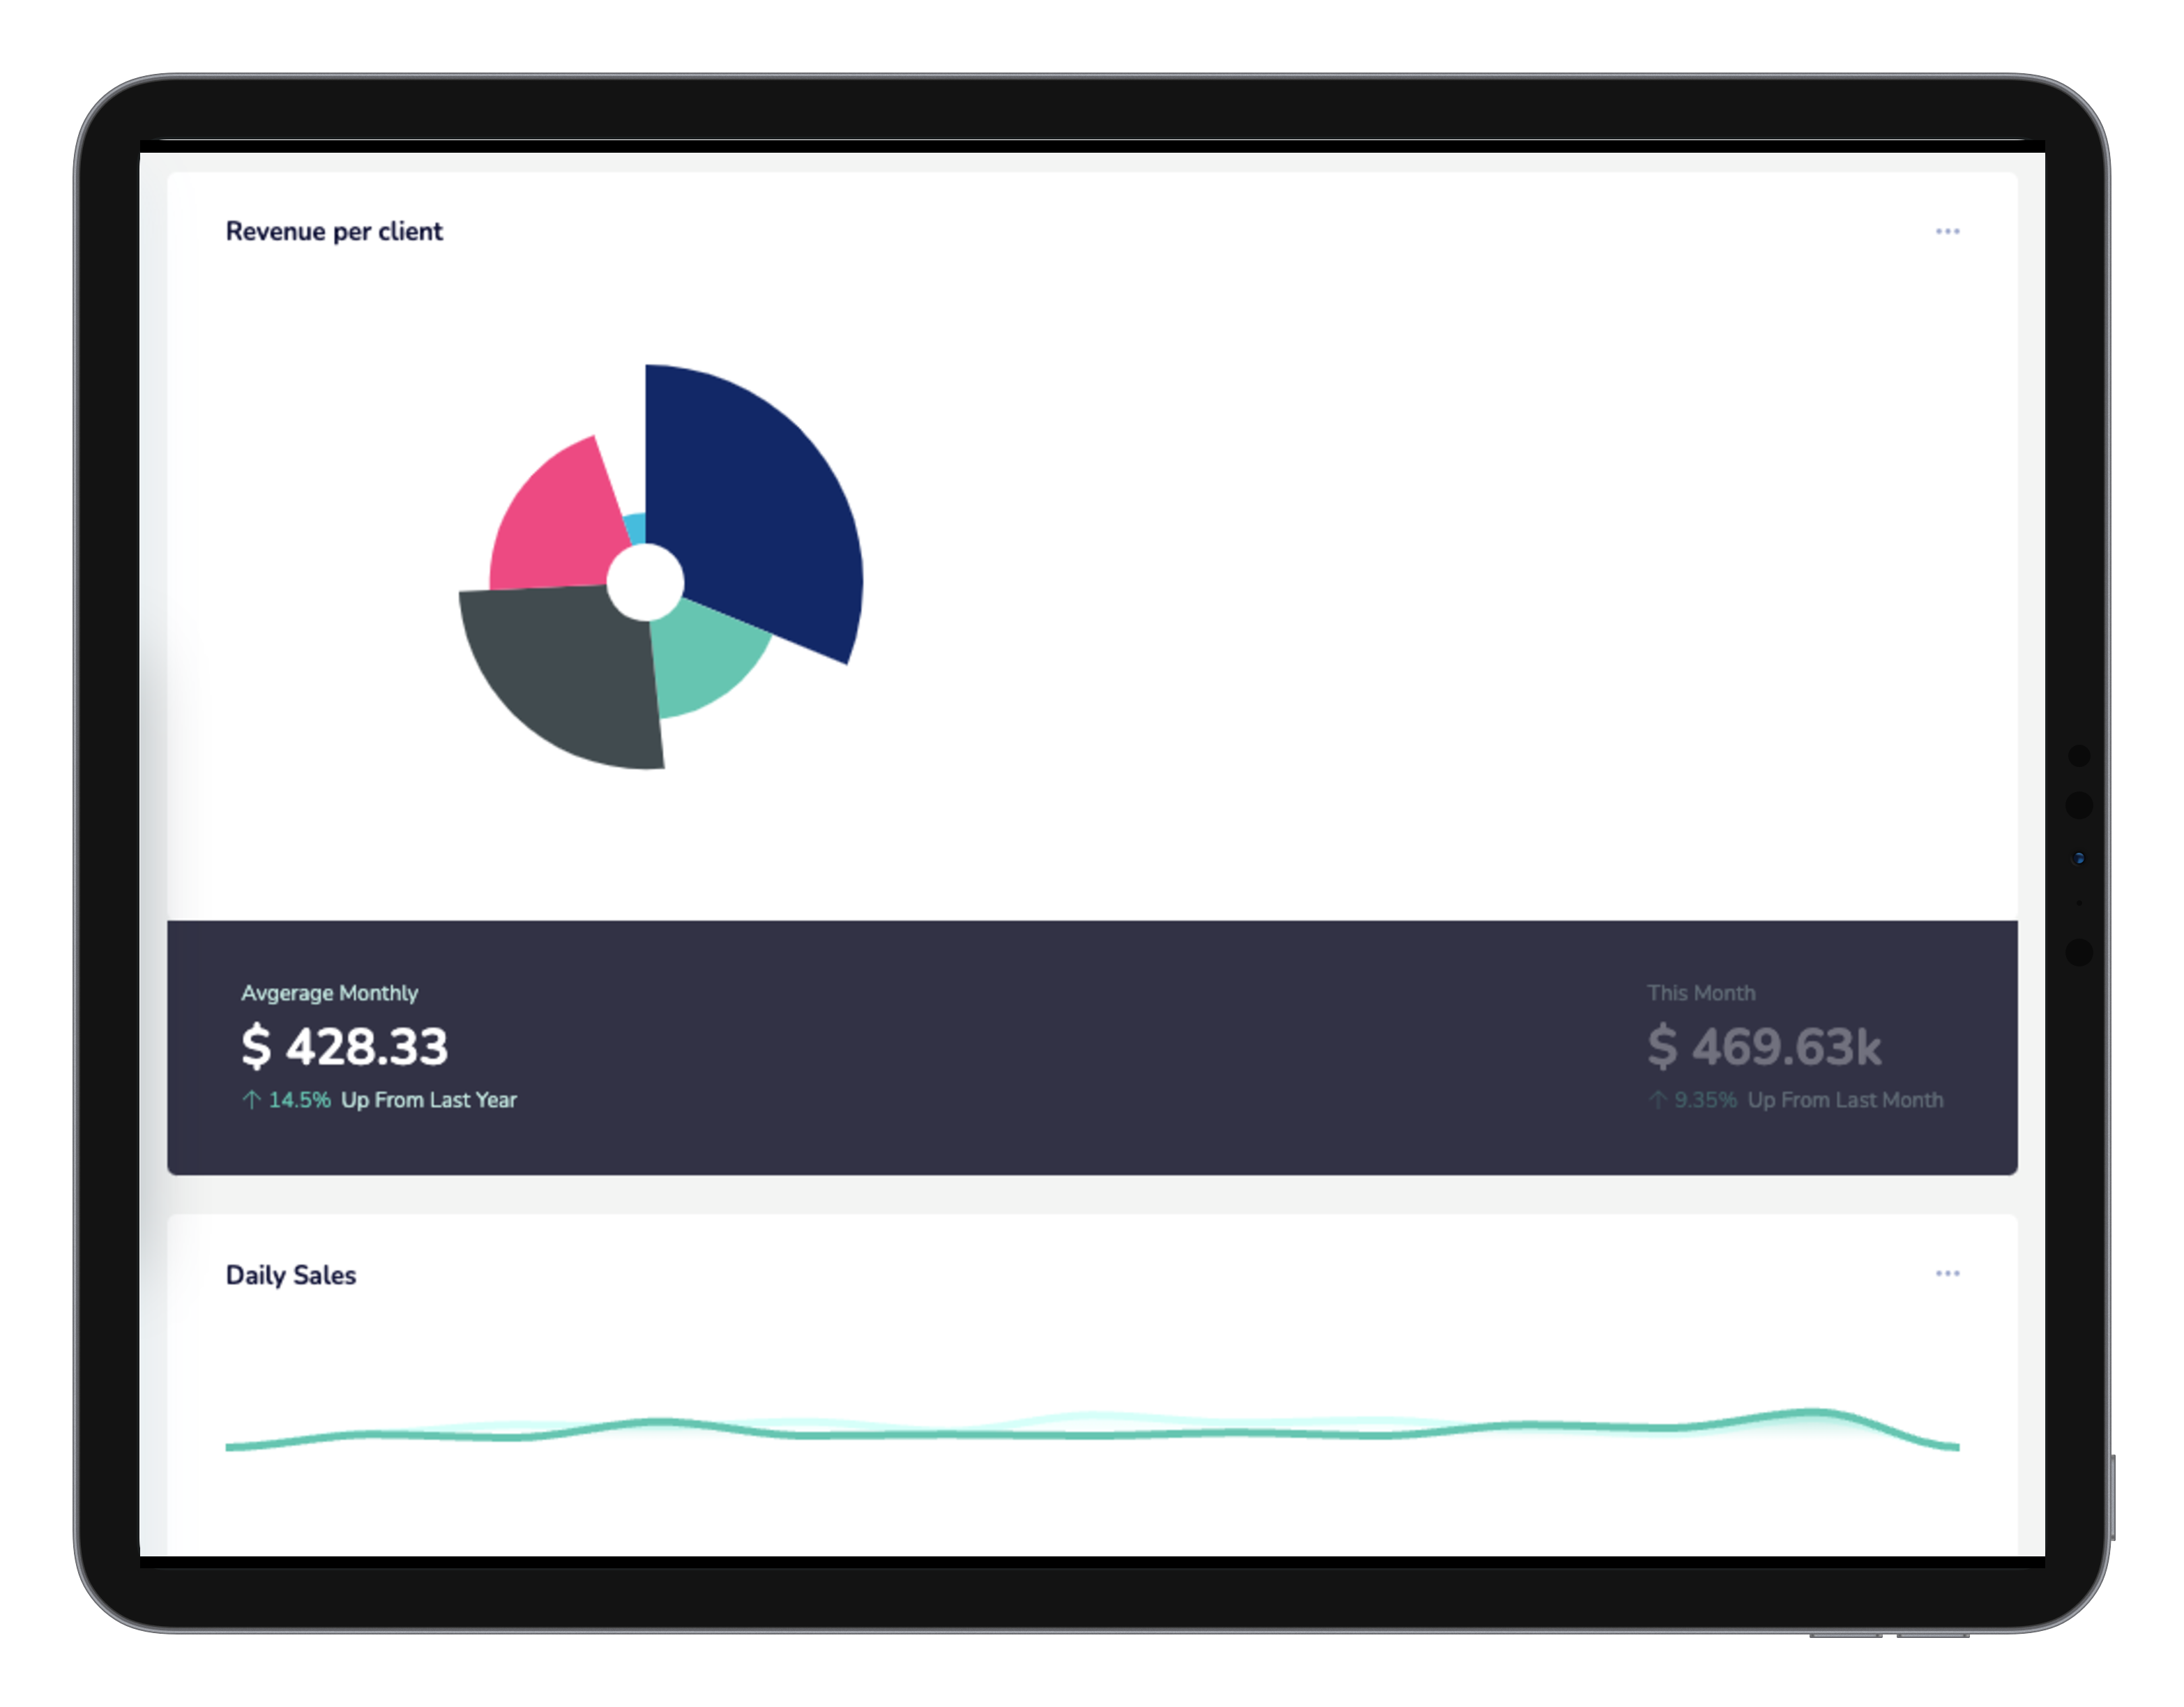 Revenue per client
Avgerage Monthly
This Month
$ 428.33
$ 469.63k
↑ 14.5% Up From Last Year
↑ 9.35% Up From Last Month
Daily Sales